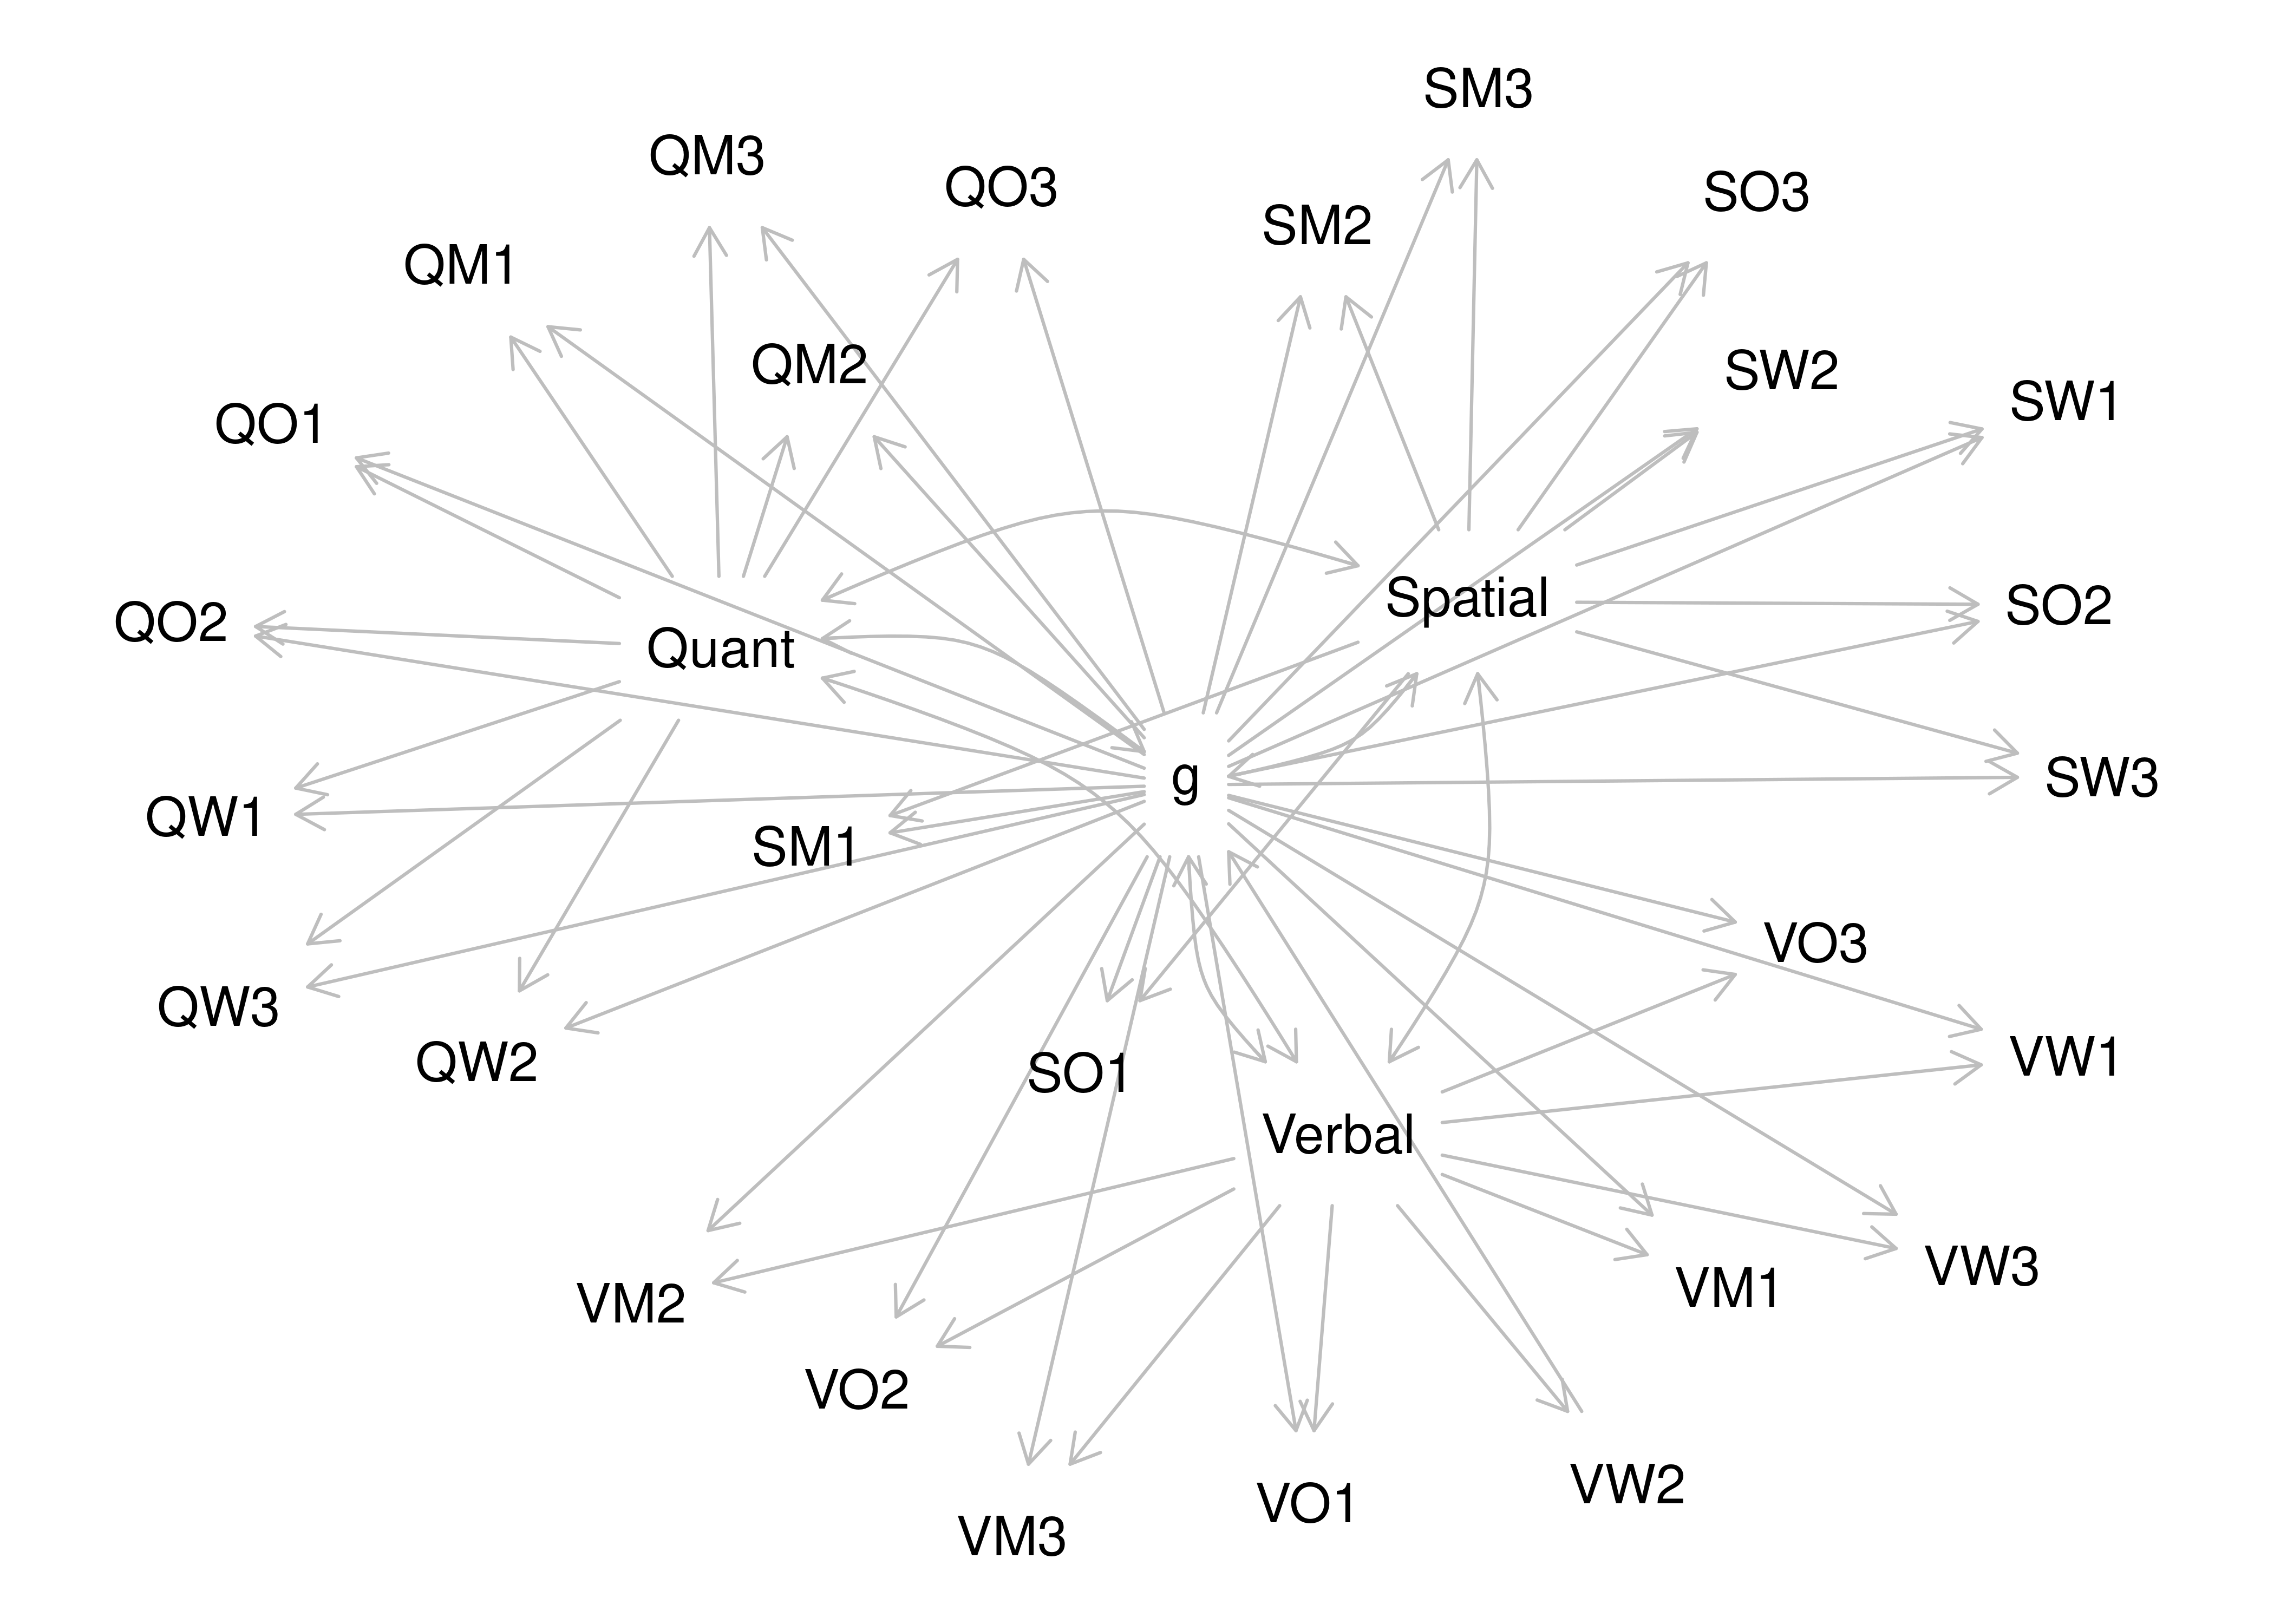 SM3
QM3
QO3
SO3
SM2
QM1
QM2
SW2
SW1
QO1
Spatial
SO2
QO2
Quant
g
SW3
QW1
SM1
VO3
QW3
QW2
VW1
SO1
Verbal
VW3
VM1
VM2
VO2
VW2
VO1
VM3